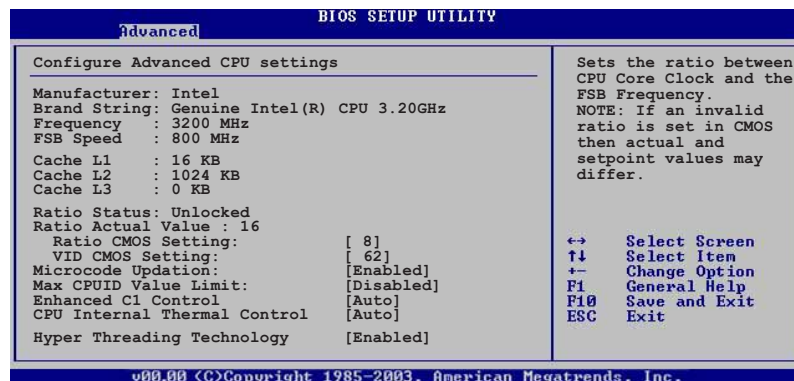 BIOS SETUP UTILITY
Advanced
Configure Advanced CPU settings
Manufacturer: Intel
Brand String: Genuine Intel(R) CPU 3.20GHz
Frequency : 3200 MHz
FSB Speed : 800 MHz
Cache L1 : 16 KB
Cache L2 : 1024 KB
Cache L3 : 0 KB
Ratio Status: Unlocked
Ratio Actual Value : 16
Ratio CMOS Setting: [ 8]
VID CMOS Setting: [ 62]
Microcode Updation: [Enabled]
Max CPUID Value Limit: [Disabled]
Enhanced C1 Control [Auto]
CPU Internal Thermal Control [Auto]
Hyper Threading Technology [Enabled]
Sets the ratio between
CPU Core Clock and the
FSB Frequency.
NOTE: If an invalid
ratio is set in CMOS
then actual and
setpoint values may
differ.
←→ Select Screen
↑↓ Select Item
+- Change Option
F1 General Help
F10 Save and Exit
ESC Exit
v00.00 (C)Copyright 1985-2003, American Megatrends, Inc.